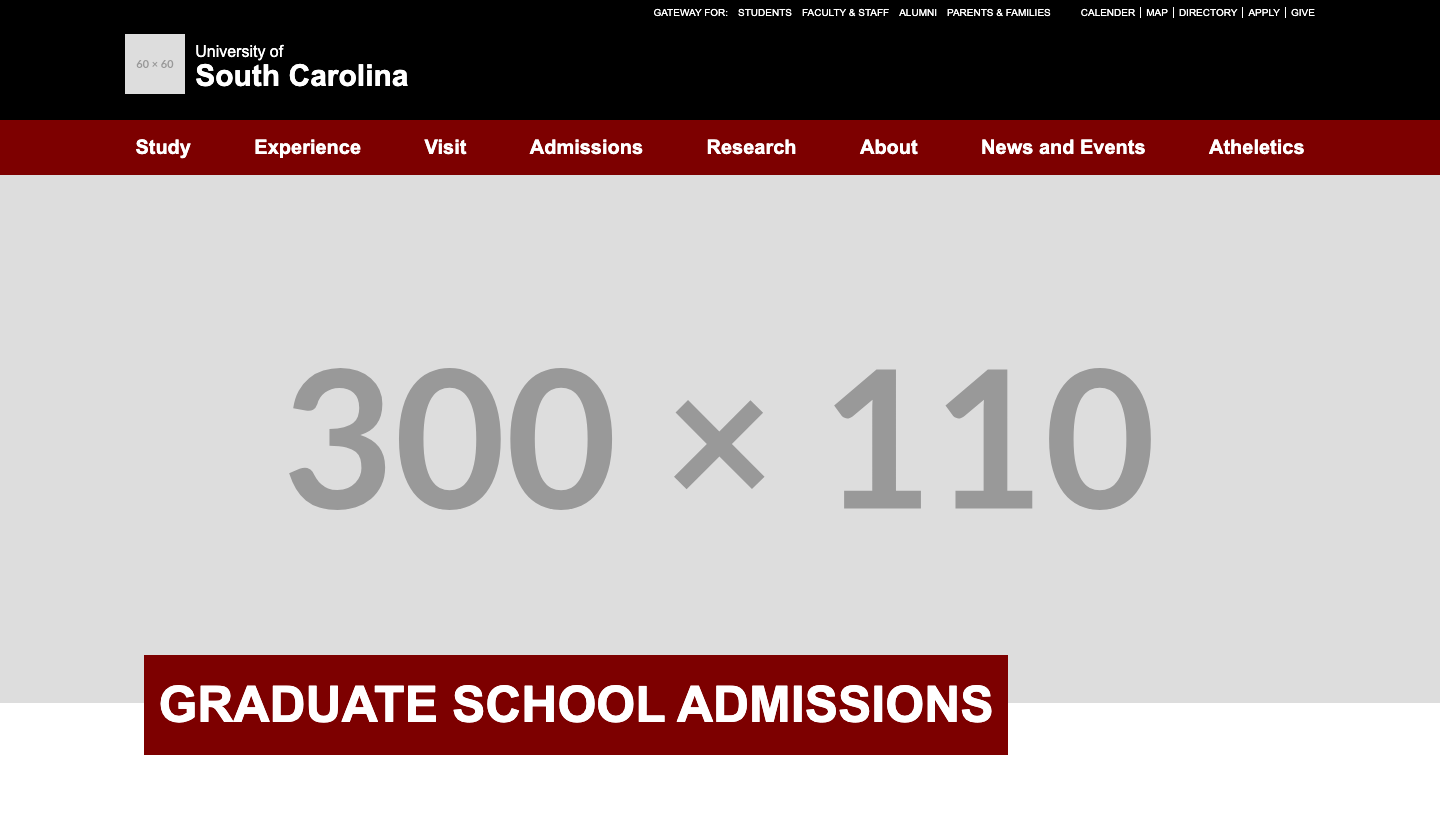 GATEWAY FOR: STUDENTS FACULTY & STAFF ALUMNI PARENTS & FAMILIES CALENDER MAP DIRECTORY APPLY GIVE
60 × 60
University of
South Carolina
Study Experience Visit Admissions Research About News and Events Atheletics
300 × 110
GRADUATE SCHOOL ADMISSIONS